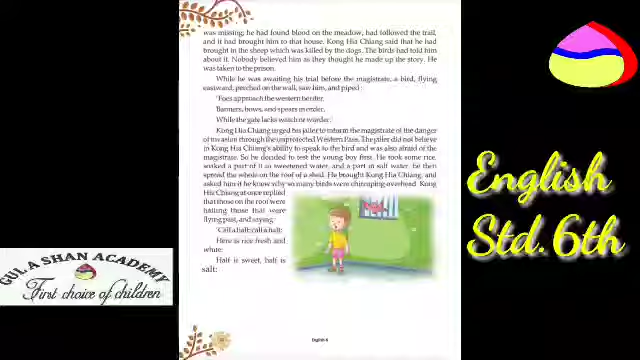 was missing; he had found blood on the meadow, had followed the trail,
and it had brought him to that house. Kong Hia Chiang said that he had
brought in the sheep which was killed by the dogs. The birds had told him
about it. Nobody believed him as they thought he made up the story. He
was taken to the prison.
While he was awaiting his trial before the magistrate, a bird, flying
eastward, perched on the wall, saw him, and piped :
'Foes approach the western border,
Banners, bows, and spears in order,
While the gate lacks watch or warder.
Kong Hia Chiang urged his jailer to inform the magistrate of the danger
of invasion through the unprotected Western Pass. The jailer did not believe
in Kong Hia Chiang's ability to speak to the bird and was also afraid of the
magistrate. So he decided to test the young boy first. He took some rice,
soaked a part of it in sweetened water, and a part in salt water. He then
spread the whole on the roof of a shed. He brought Kong Hia Chiang, and
asked him if he knew why so many birds were chirruping overhead. Kong
Hia Chiang at once replied
that those on the roof were
hailing those that were
flying past, and saying
'Call a halt; call a halt;
Here is rice fresh and
white;
Half is sweet, half is
salt;
English-6
English
Std. 6th
GUL A SHAN ACADEMY
First choice of children